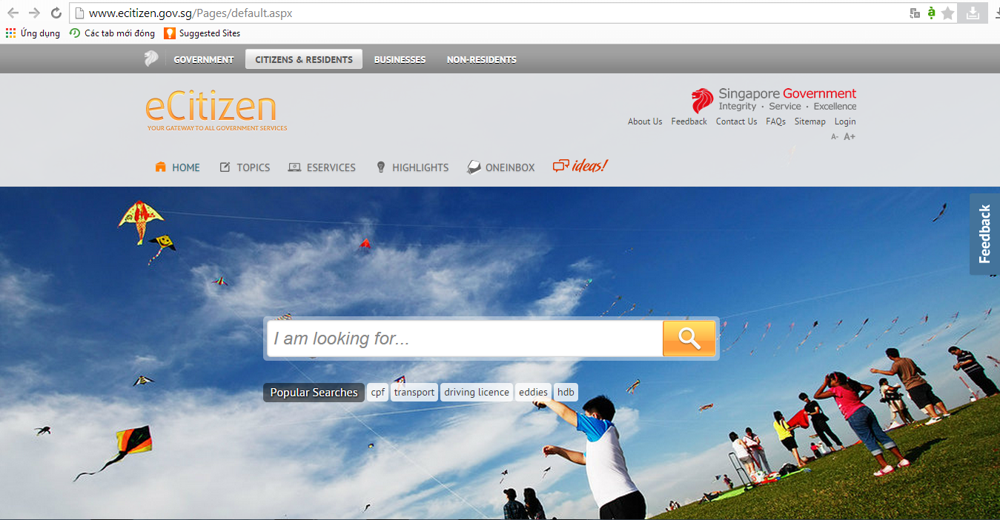 www.ecitizen.gov.sg/Pages/default.aspx
Ứng dụng Các tab mới đóng Suggested Sites
GOVERNMENT CITIZENS & RESIDENTS BUSINESSES NON-RESIDENTS
eCitizen
YOUR GATEWAY TO ALL GOVERNMENT SERVICES
Singapore Government
Integrity · Service · Excellence
About Us Feedback Contact Us FAQs Sitemap Login
A- A+
HOME TOPICS ESERVICES HIGHLIGHTS ONEINBOX ideas!
Feedback
I am looking for...
Popular Searches cpf transport driving licence eddies hdb